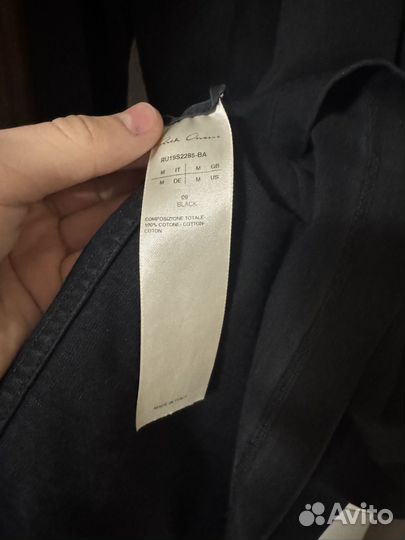 Rick Owens
RU19S2285-BA
M IT M GB
M DE M US
09
BLACK
COMPOSIZIONE TOTALE-
100% COTONE- COTTON-
COTON
MADE IN ITALY
Avito